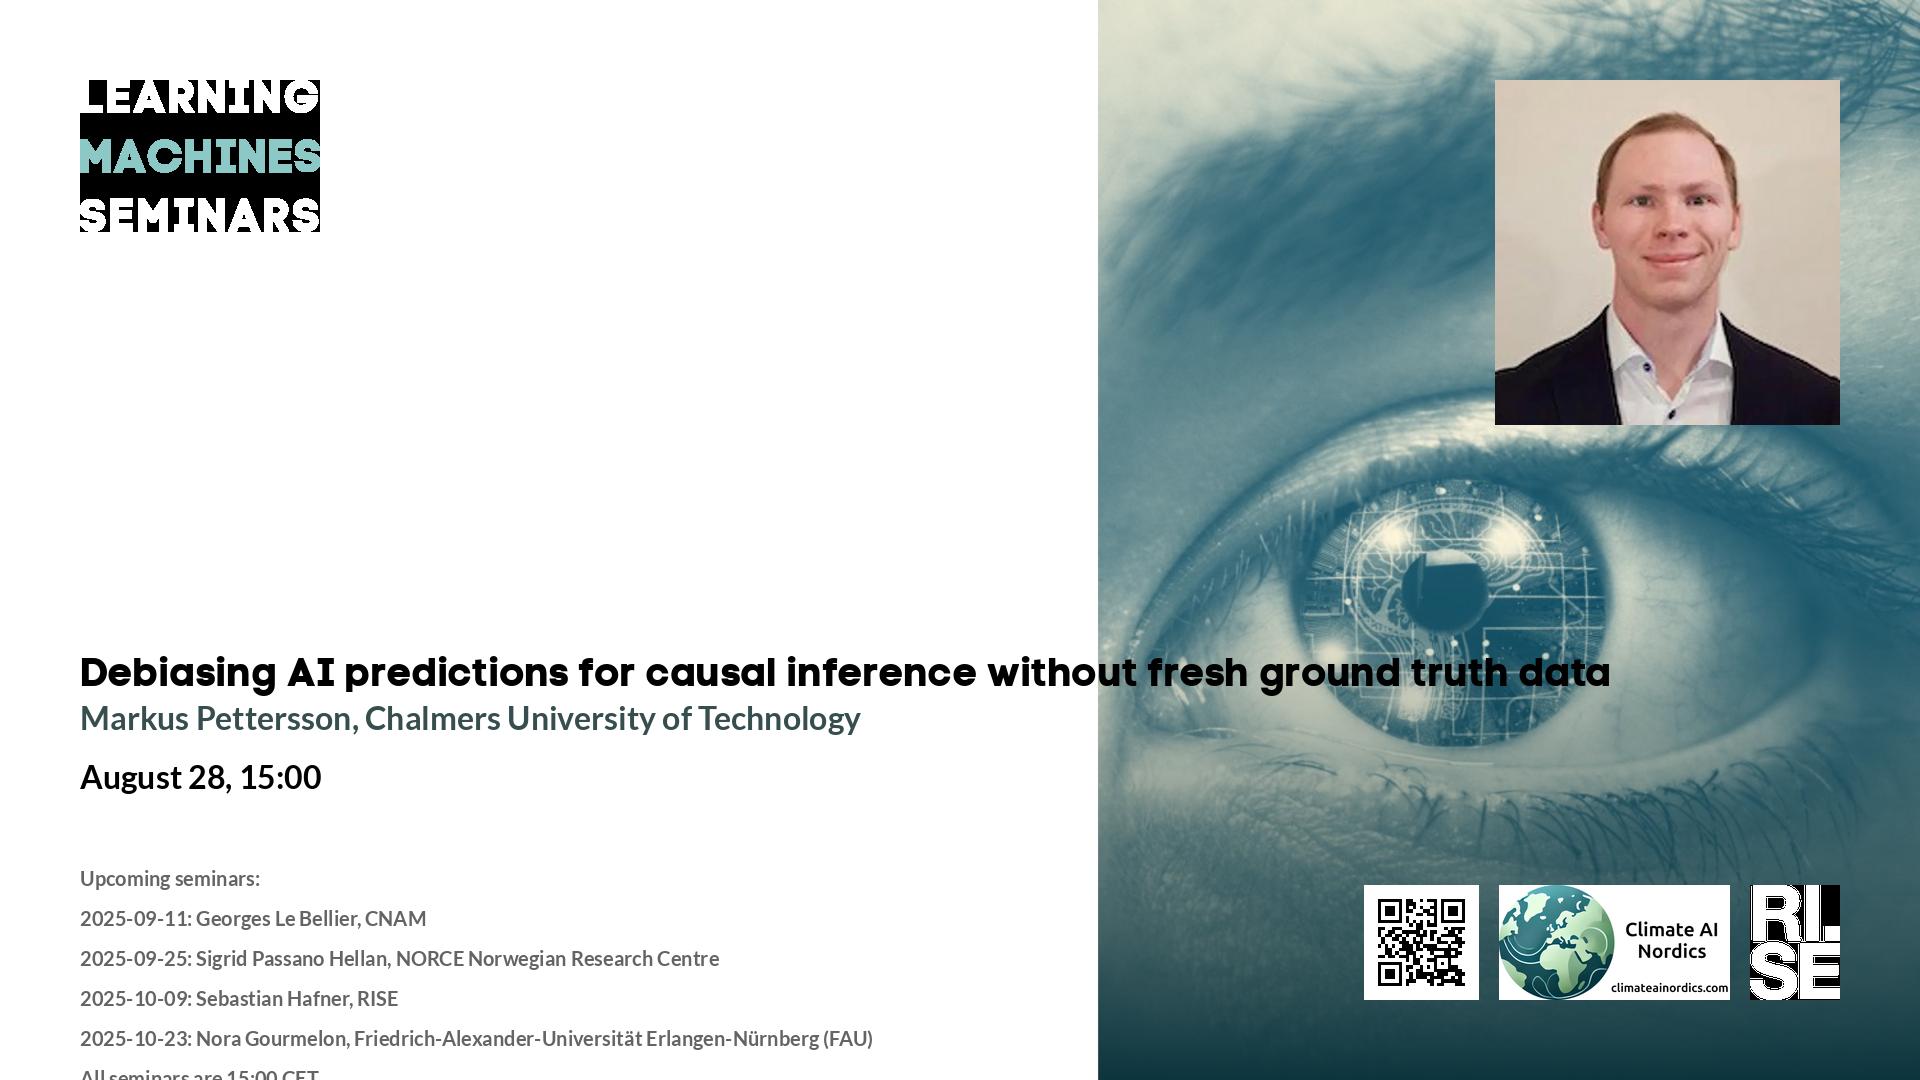 LEARNING
MACHINES
SEMINARS
Debiasing AI predictions for causal inference without fresh ground truth data
Markus Pettersson, Chalmers University of Technology
August 28, 15:00
Upcoming seminars:
2025-09-11: Georges Le Bellier, CNAM
2025-09-25: Sigrid Passano Hellan, NORCE Norwegian Research Centre
2025-10-09: Sebastian Hafner, RISE
2025-10-23: Nora Gourmelon, Friedrich-Alexander-Universität Erlangen-Nürnberg (FAU)
All seminars are 15:00 CET
Climate AI
Nordics
climateainordics.com
RI.
SE